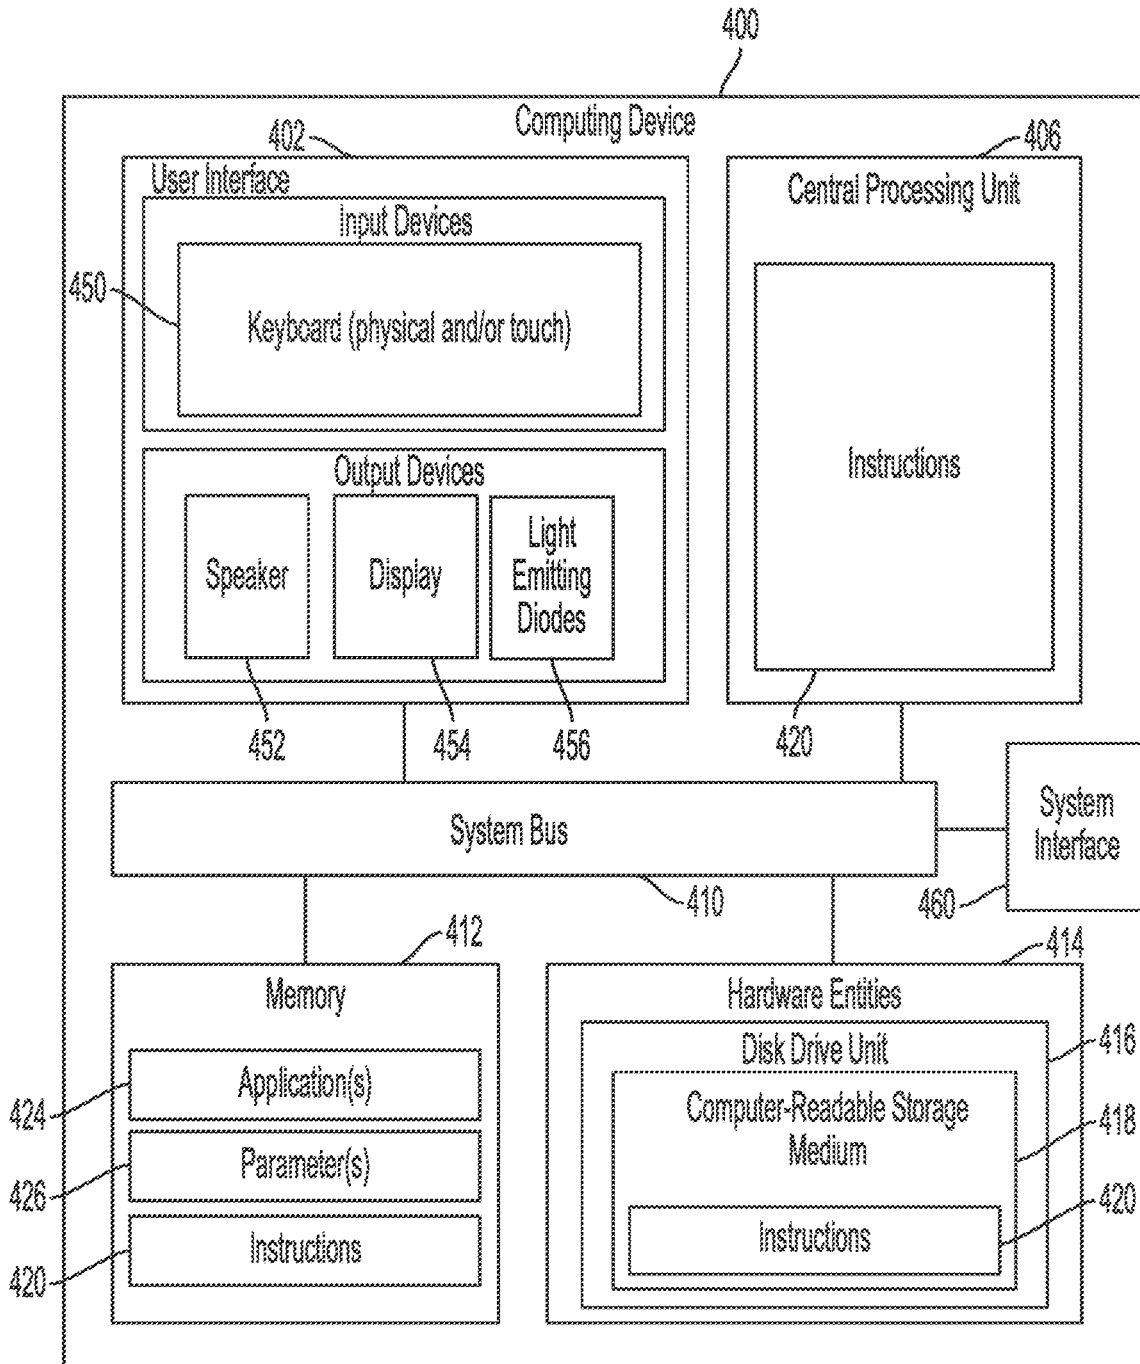 400
Computing Device
402
406
User Interface
Central Processing Unit
Input Devices
450
Keyboard (physical and/or touch)
Instructions
Output Devices
Speaker
Display
Light
Emitting
Diodes
452
454
456
420
System Bus
System
Interface
410
460
412
414
Memory
Hardware Entities
Disk Drive Unit
416
Application(s)
424
Computer-Readable Storage
Medium
418
Parameter(s)
426
Instructions
420
Instructions
420